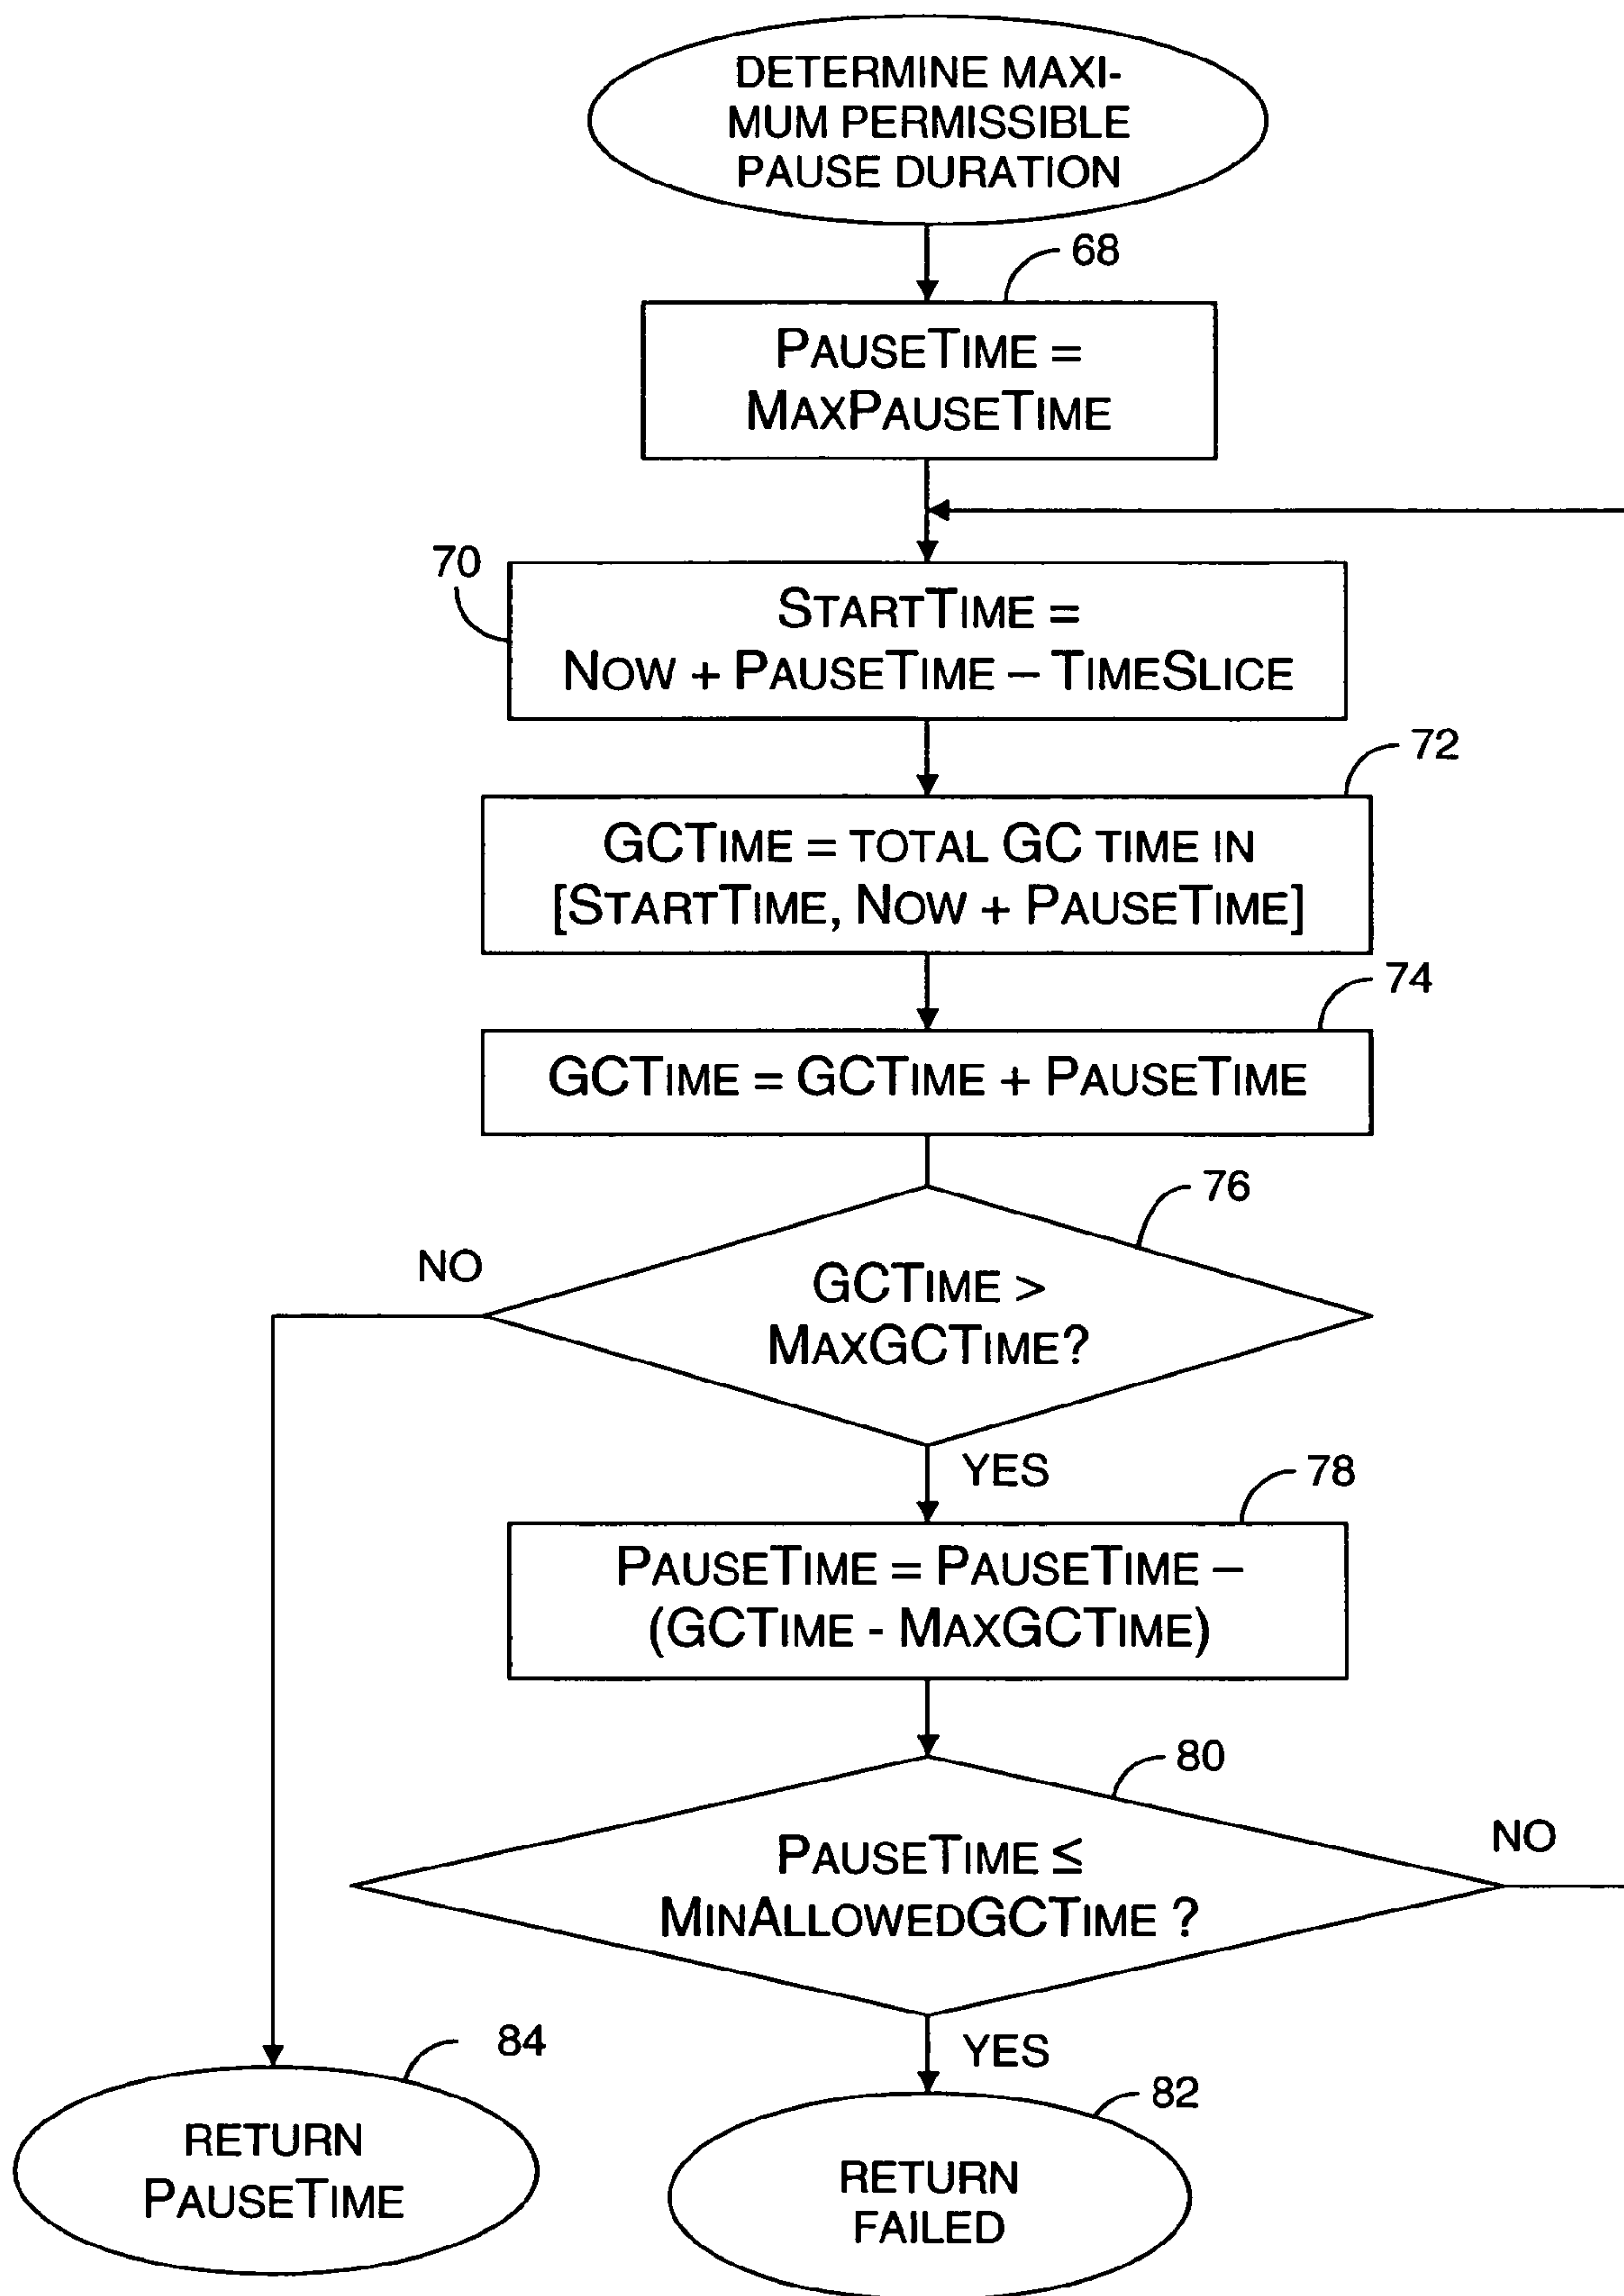 DETERMINE MAXI-
MUM PERMISSIBLE
PAUSE DURATION
68
PAUSETIME =
MAXPAUSETIME
70
STARTTIME =
NOW + PAUSETIME – TIMESLICE
72
GCTIME = TOTAL GC TIME IN
[STARTTIME, NOW + PAUSETIME]
74
GCTIME = GCTIME + PAUSETIME
76
NO
GCTIME >
MAXGCTIME?
YES
78
PAUSETIME = PAUSETIME –
(GCTIME - MAXGCTIME)
80
NO
PAUSETIME ≤
MINALLOWEDGCTIME ?
YES
84
82
RETURN
PAUSETIME
RETURN
FAILED